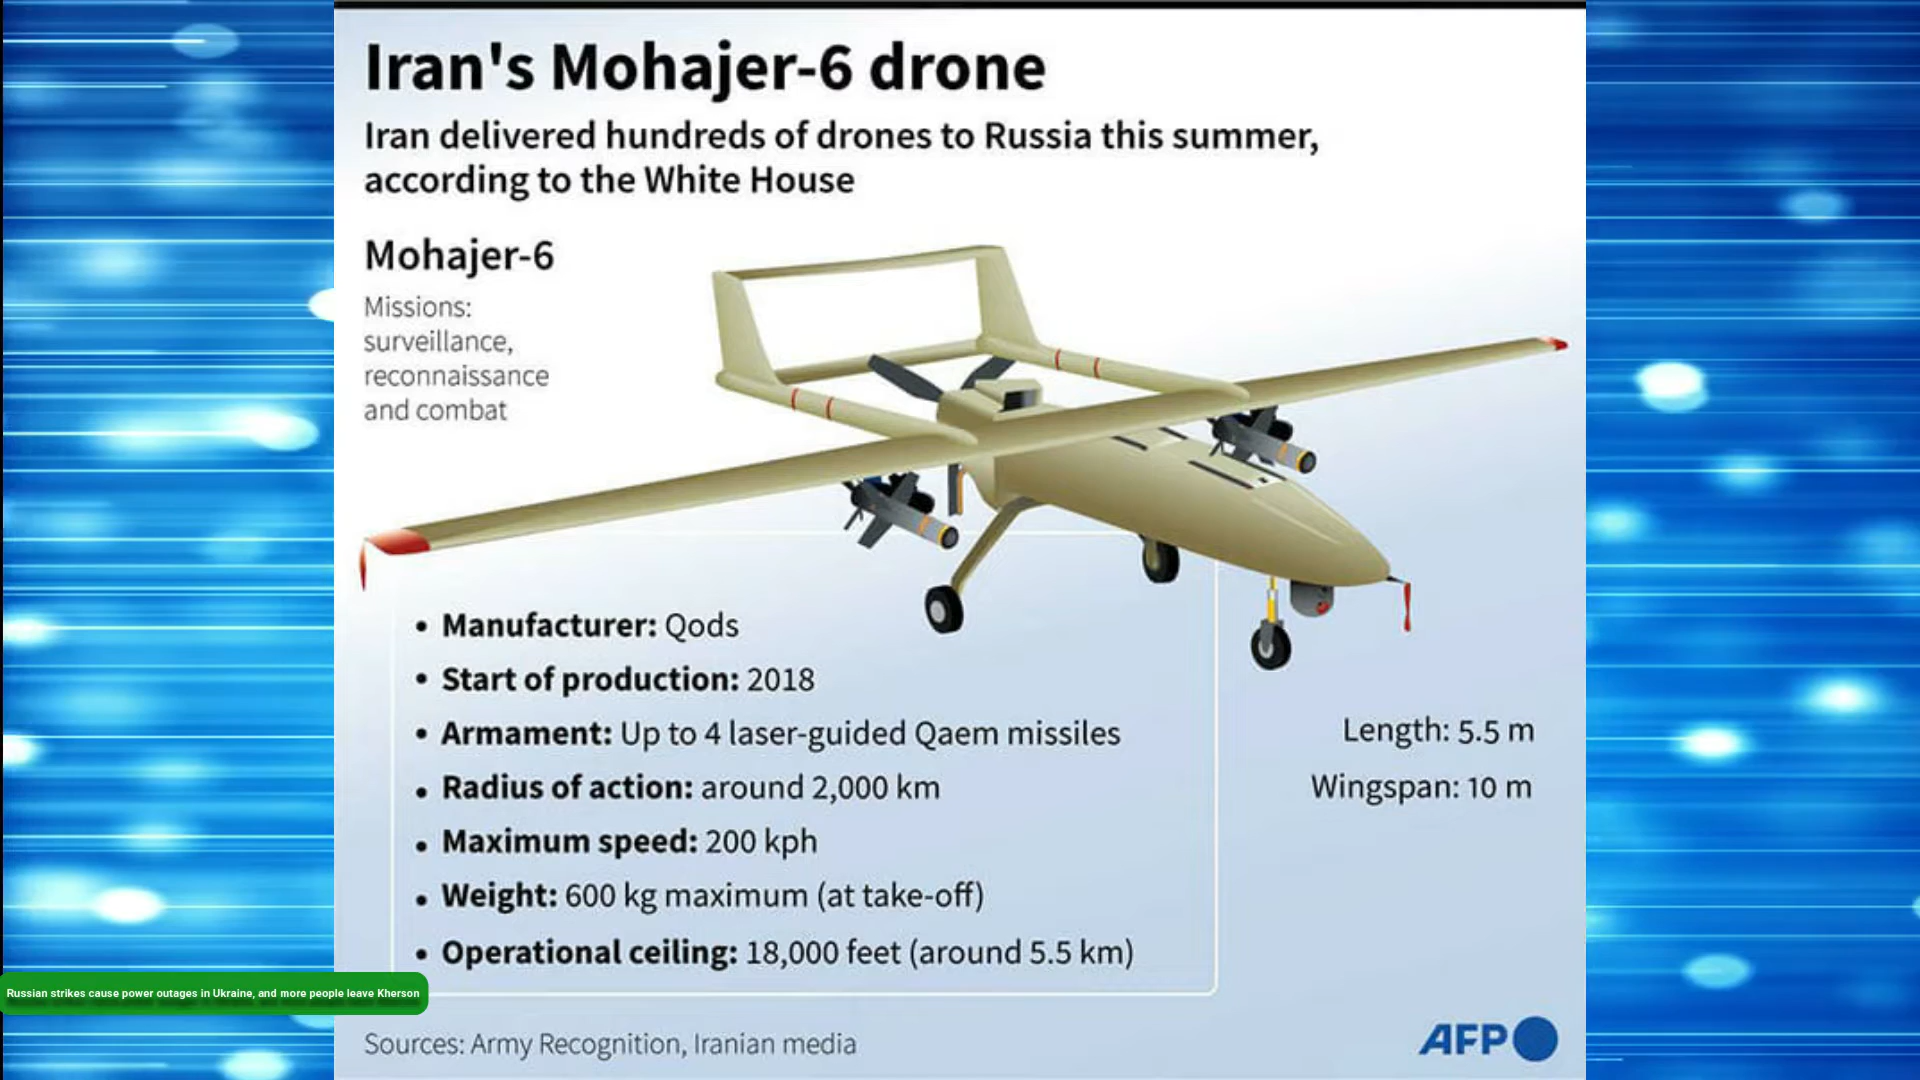 Iran's Mohajer-6 drone
Iran delivered hundreds of drones to Russia this summer,
according to the White House
Mohajer-6
Missions:
surveillance,
reconnaissance
and combat
• Manufacturer: Qods
• Start of production: 2018
• Armament: Up to 4 laser-guided Qaem missiles
• Radius of action: around 2,000 km
• Maximum speed: 200 kph
• Weight: 600 kg maximum (at take-off)
• Operational ceiling: 18,000 feet (around 5.5 km)
Length: 5.5 m
Wingspan: 10 m
Russian strikes cause power outages in Ukraine, and more people leave Kherson
Sources: Army Recognition, Iranian media
AFP